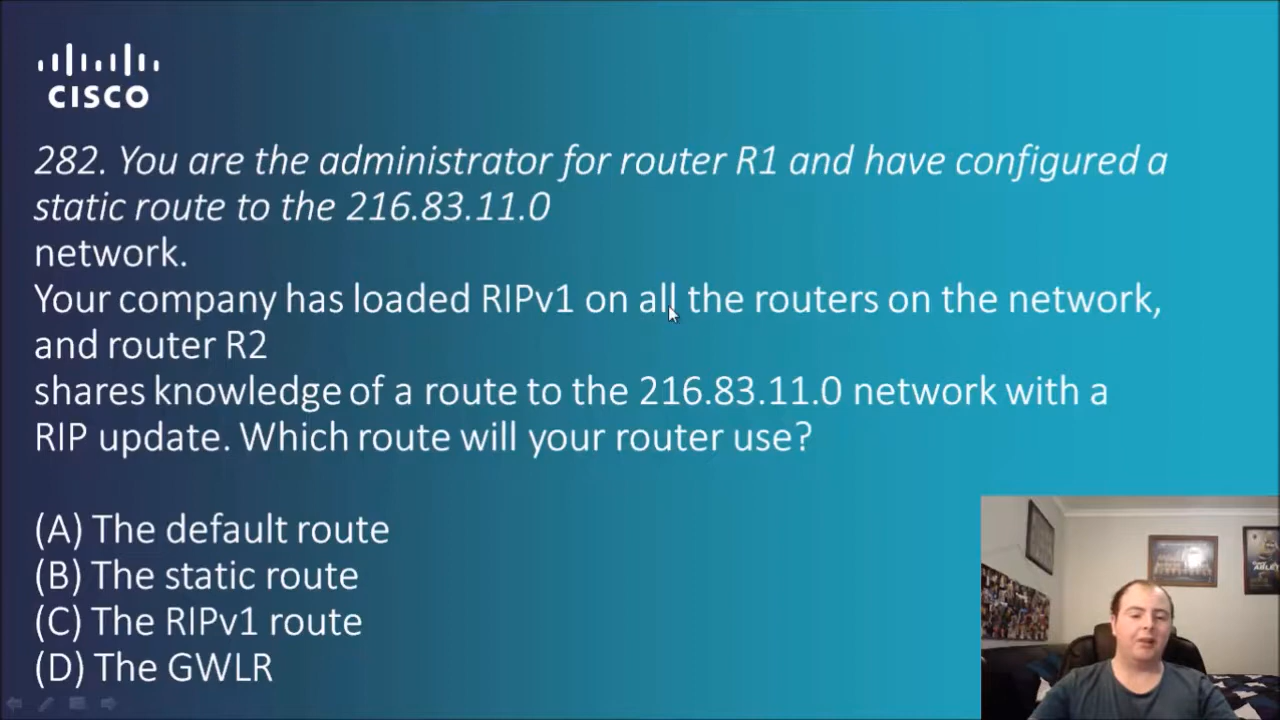 CISCO
282. You are the administrator for router R1 and have configured a
static route to the 216.83.11.0
network.
Your company has loaded RIPv1 on all the routers on the network,
and router R2
shares knowledge of a route to the 216.83.11.0 network with a
RIP update. Which route will your router use?
(A) The default route
(B) The static route
(C) The RIPv1 route
(D) The GWLR